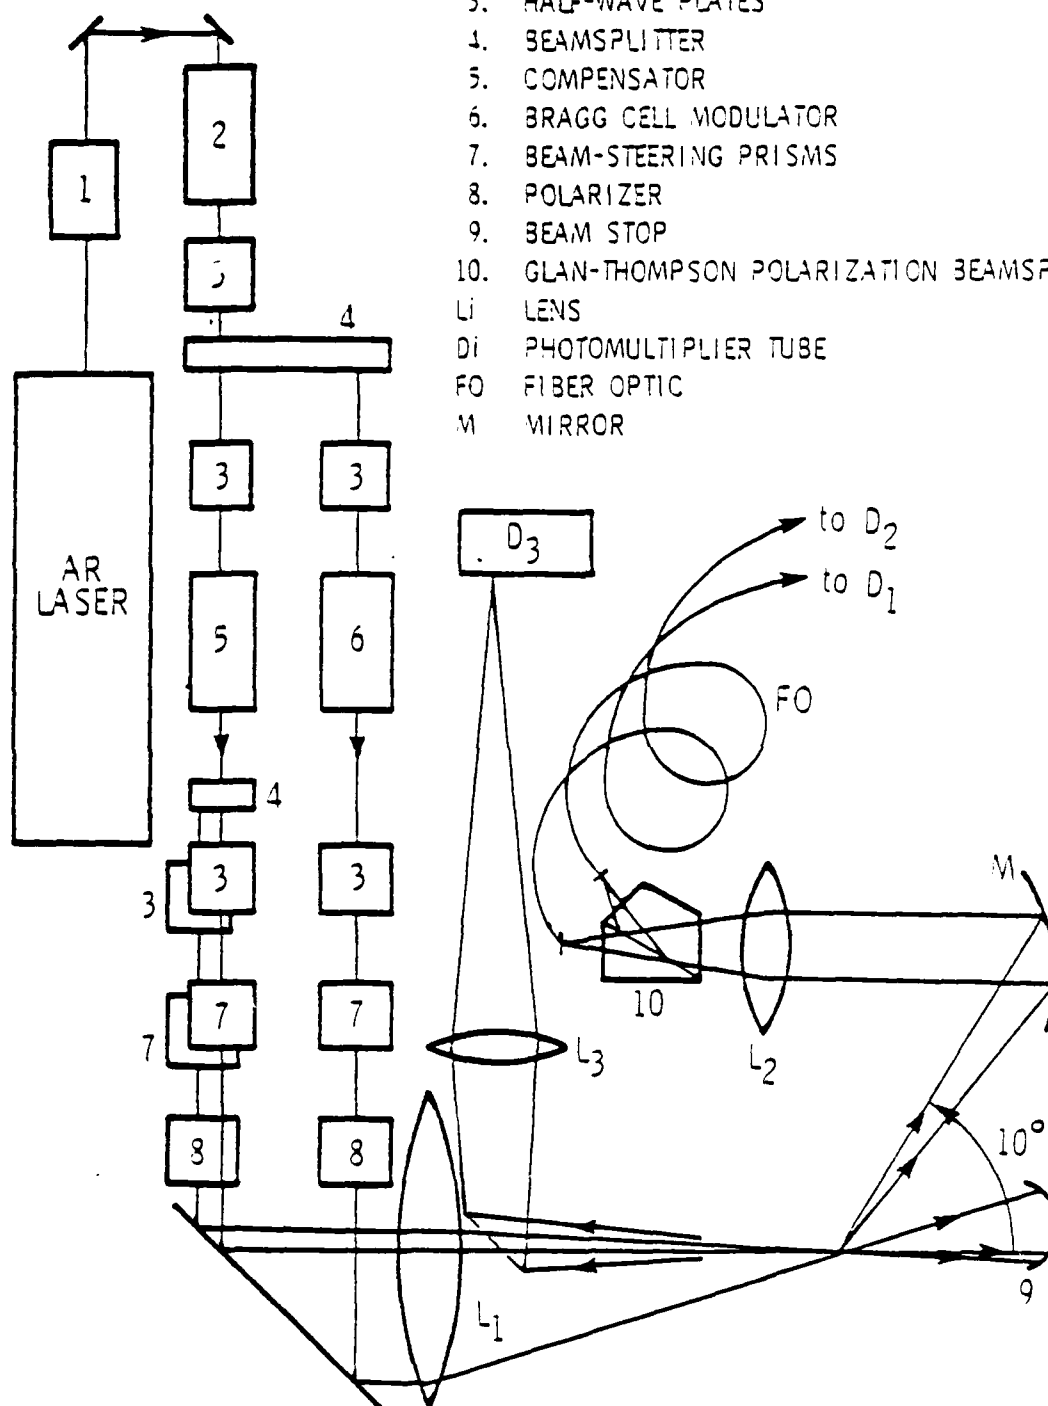 3. HALF-WAVE PLATES
4. BEAMSPLITTER
5. COMPENSATOR
6. BRAGG CELL MODULATOR
7. BEAM-STEERING PRISMS
8. POLARIZER
9. BEAM STOP
10. GLAN-THOMPSON POLARIZATION
Li LENS
Di PHOTOMULTIPLIER TUBE
FO FIBER OPTIC
M MIRROR
1
2
3
4
3
3
AR
LASER
5
6
D3
to D2
to D1
FO
4
3
3
3
M
10
L2
7
7
7
L3
8
8
10°
9
L1